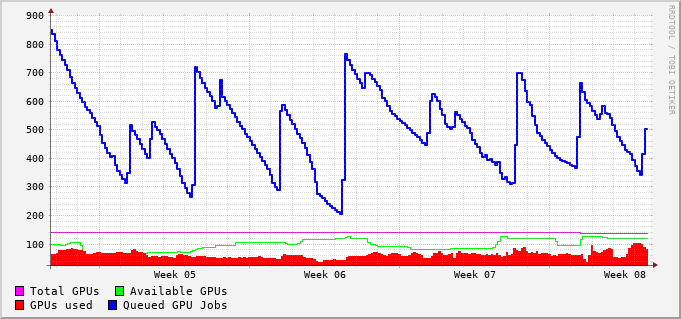 900
800
700
600
500
400
300
200
100
Week 05 Week 06 Week 07 Week 08
Total GPUs Available GPUs
GPUs used Queued GPU Jobs
RRDTOOL / TOBI OETIKER